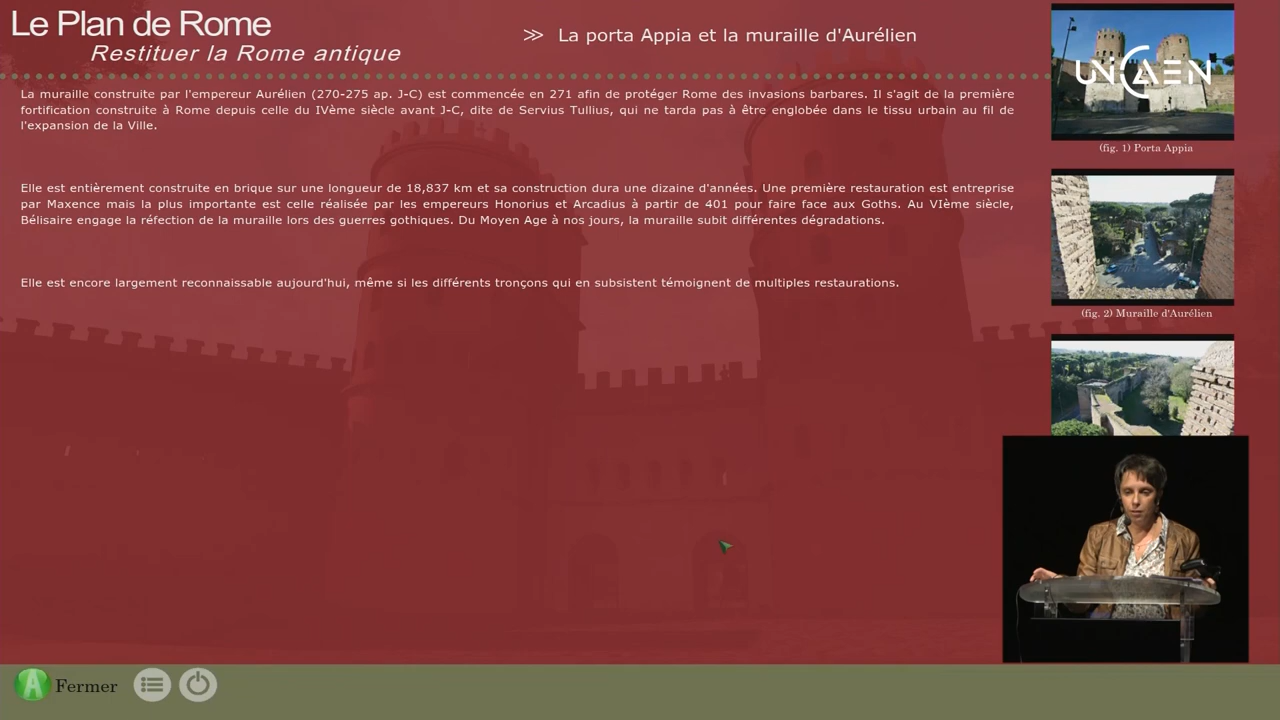 Le Plan de Rome
Restituer la Rome antique
>> La porta Appia et la muraille d'Aurélien
La muraille construite par l'empereur Aurélien (270-275 ap. J-C) est commencée en 271 afin de protéger Rome des invasions barbares. Il s'agit de la première
fortification construite à Rome depuis celle du IVème siècle avant J-C, dite de Servius Tullius, qui ne tarda pas à être englobée dans le tissu urbain au fil de
l'expansion de la Ville.
Elle est entièrement construite en brique sur une longueur de 18,837 km et sa construction dura une dizaine d'années. Une première restauration est entreprise
par Maxence mais la plus importante est celle réalisée par les empereurs Honorius et Arcadius à partir de 401 pour faire face aux Goths. Au VIème siècle,
Bélisaire engage la réfection de la muraille lors des guerres gothiques. Du Moyen Age à nos jours, la muraille subit différentes dégradations.
Elle est encore largement reconnaissable aujourd'hui, même si les différents tronçons qui en subsistent témoignent de multiples restaurations.
UNICAEN
(fig. 1) Porta Appia
(fig. 2) Muraille d'Aurélien
A Fermer